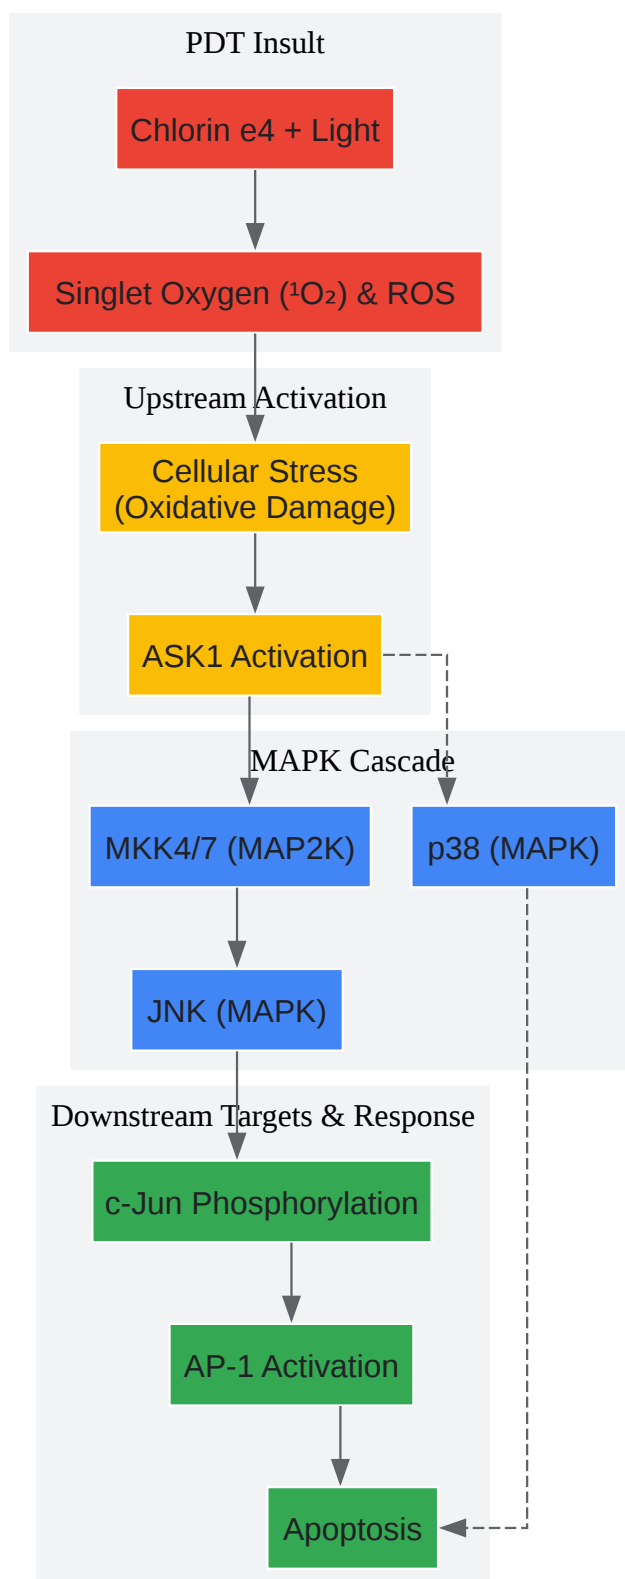 PDT Insult
Chlorin e4 + Light
Singlet Oxygen (¹O₂) & ROS
Upstream Activation
Cellular Stress
(Oxidative Damage)
ASK1 Activation
MAPK Cascade
MKK4/7 (MAP2K)
p38 (MAPK)
JNK (MAPK)
Downstream Targets & Response
c-Jun Phosphorylation
AP-1 Activation
Apoptosis